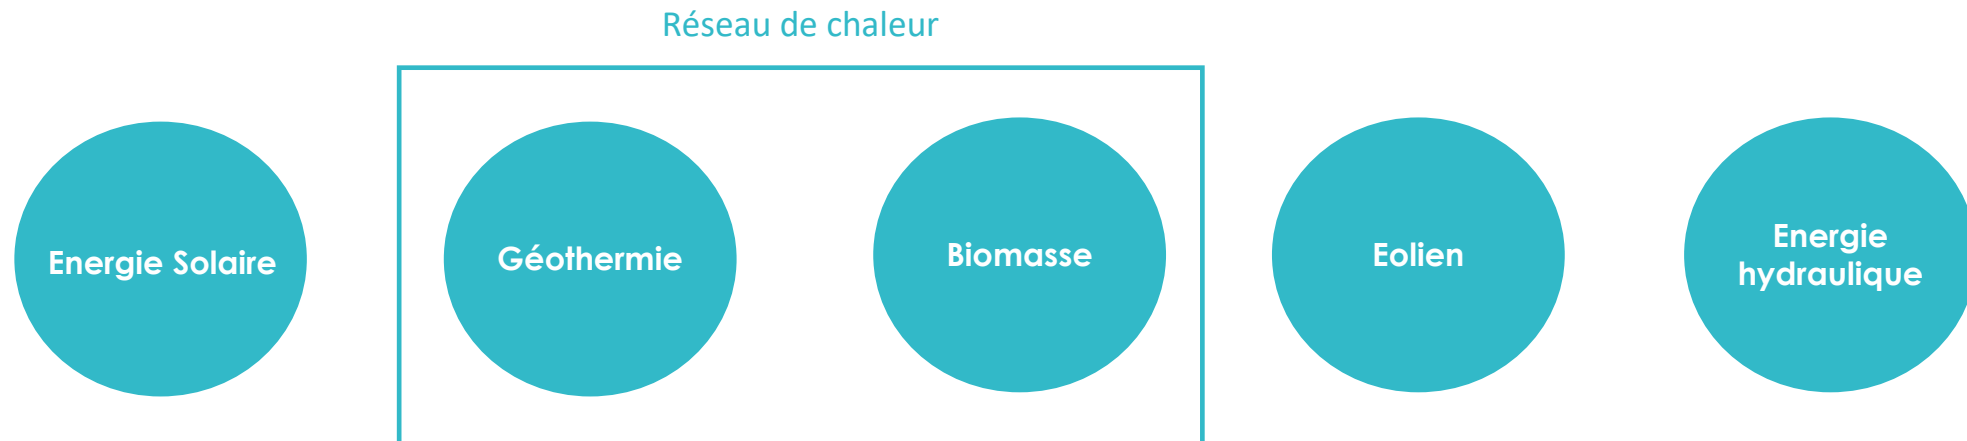 Réseau de chaleur
Energie Solaire
Géothermie
Biomasse
Eolien
Energie
hydraulique